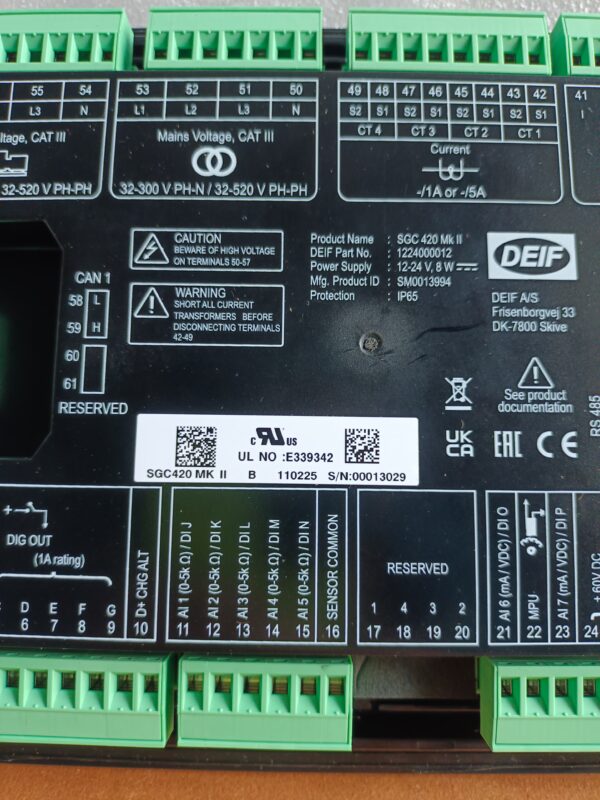 55 54 53 52 51 50 49 48 47 46 45 44 43 42 41
L3 N L1 L2 L3 N S2 S1 S2 S1 S2 S1 S2 S1 I
CT 4 CT 3 CT 2 CT 1
ltage, CAT III
32-520 V PH-PH
Mains Voltage, CAT III
32-300 V PH-N / 32-520 V PH-PH
Current
-/1A or -/5A
CAUTION
BEWARE OF HIGH VOLTAGE
ON TERMINALS 50-57
WARNING
SHORT ALL CURRENT
TRANSFORMERS BEFORE
DISCONNECTING TERMINALS
42-49
Product Name : SGC 420 Mk II
DEIF Part No. : 1224000012
Power Supply : 12-24 V, 8 W
Mfg. Product ID : SM0013994
Protection : IP65
DEIF
DEIF A/S
Frisenborgvej 33
DK-7800 Skive
CAN 1
58 L
59 H
60
61
RESERVED
See product
documentation
RS 485
UK
CA
EAC CE
c RU US
UL NO :E339342
SGC420 MK II B 110225 S/N:00013029
DIG OUT
(1A rating)
D E F G
6 7 8 9
D+ CHG ALT
10
AI 1 (0-5k Ω) / DI J
11
AI 2 (0-5k Ω) / DI K
12
AI 3 (0-5k Ω) / DI L
13
AI 4 (0-5k Ω) / DI M
14
AI 5 (0-5k Ω) / DI N
15
SENSOR COMMON
16
RESERVED
1 4 3 2
17 18 19 20
AI 6 (mA / VDC) / DI O
21
MPU
22
AI 7 (mA / VDC) / DI P
23
+ 60V DC
24